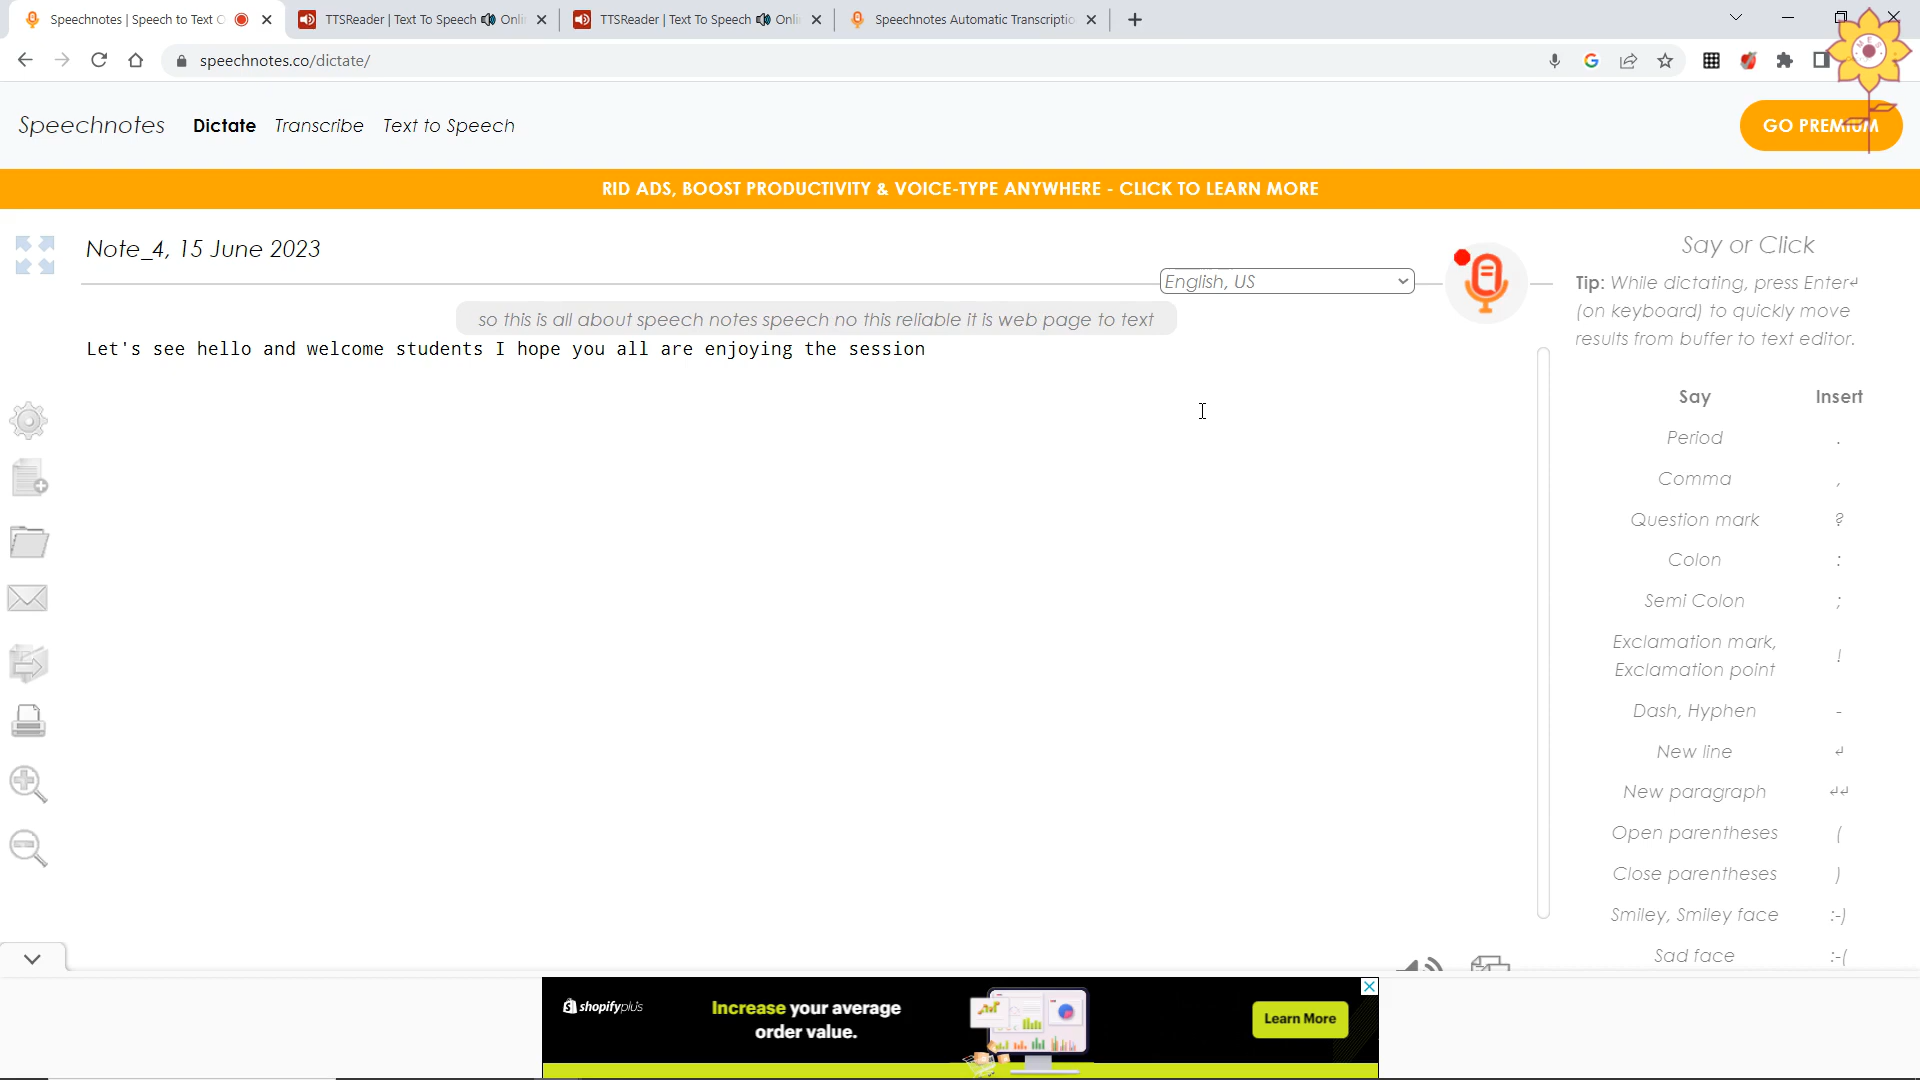 Speechnotes | Speech to Text O
TTSReader | Text To Speech Onli
TTSReader | Text To Speech Onli
Speechnotes Automatic Transcriptio
speechnotes.co/dictate/
Speechnotes Dictate Transcribe Text to Speech
GO PREMIUM
RID ADS, BOOST PRODUCTIVITY & VOICE-TYPE ANYWHERE - CLICK TO LEARN MORE
Note_4, 15 June 2023
English, US
so this is all about speech notes speech no this reliable it is web page to text
Let's see hello and welcome students I hope you all are enjoying the session
Say or Click
Tip: While dictating, press Enter↵
(on keyboard) to quickly move
results from buffer to text editor.
Say Insert
Period .
Comma ,
Question mark ?
Colon :
Semi Colon ;
Exclamation mark,
Exclamation point !
Dash, Hyphen -
New line ↵
New paragraph ↵↵
Open parentheses (
Close parentheses )
Smiley, Smiley face :-)
Sad face :-(
shopifyplus
Increase your average
order value.
Learn More